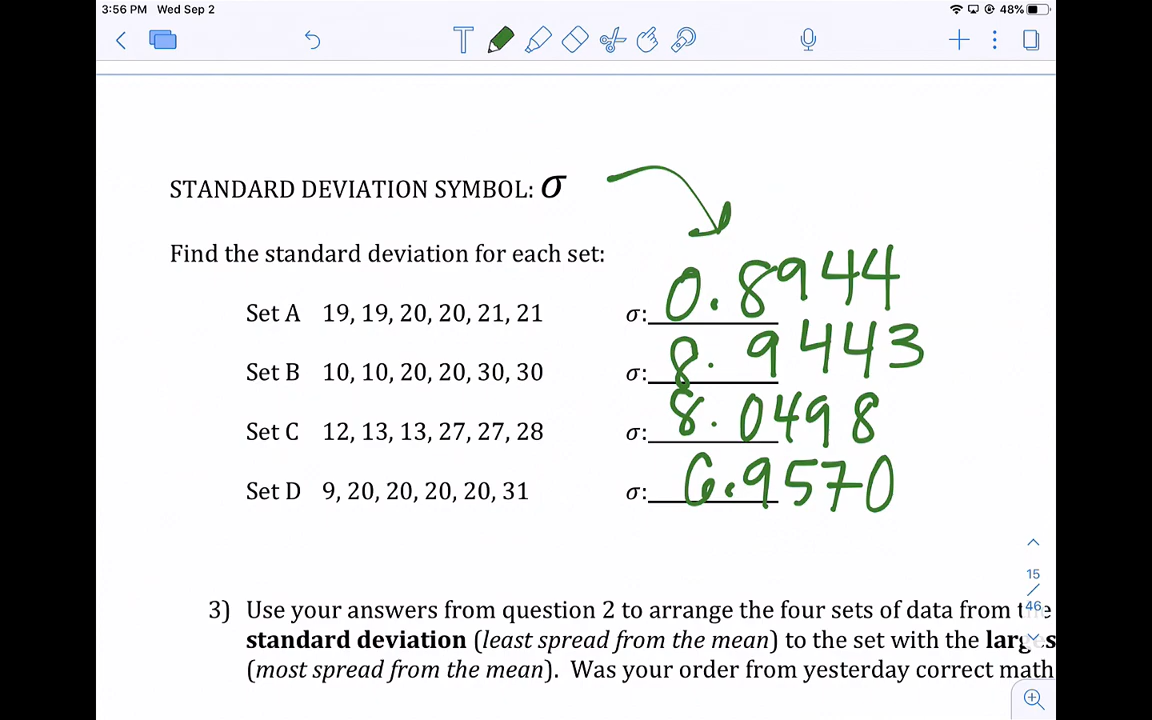 3:56 PM Wed Sep 2 48%
STANDARD DEVIATION SYMBOL: σ
Find the standard deviation for each set:
Set A 19, 19, 20, 20, 21, 21 σ: 0.8944
Set B 10, 10, 20, 20, 30, 30 σ: 8.9443
Set C 12, 13, 13, 27, 27, 28 σ: 8.0498
Set D 9, 20, 20, 20, 20, 31 σ: 6.9570
15
/
46
3) Use your answers from question 2 to arrange the four sets of data from
standard deviation (least spread from the mean) to the set with the
(most spread from the mean). Was your order from yesterday correct math